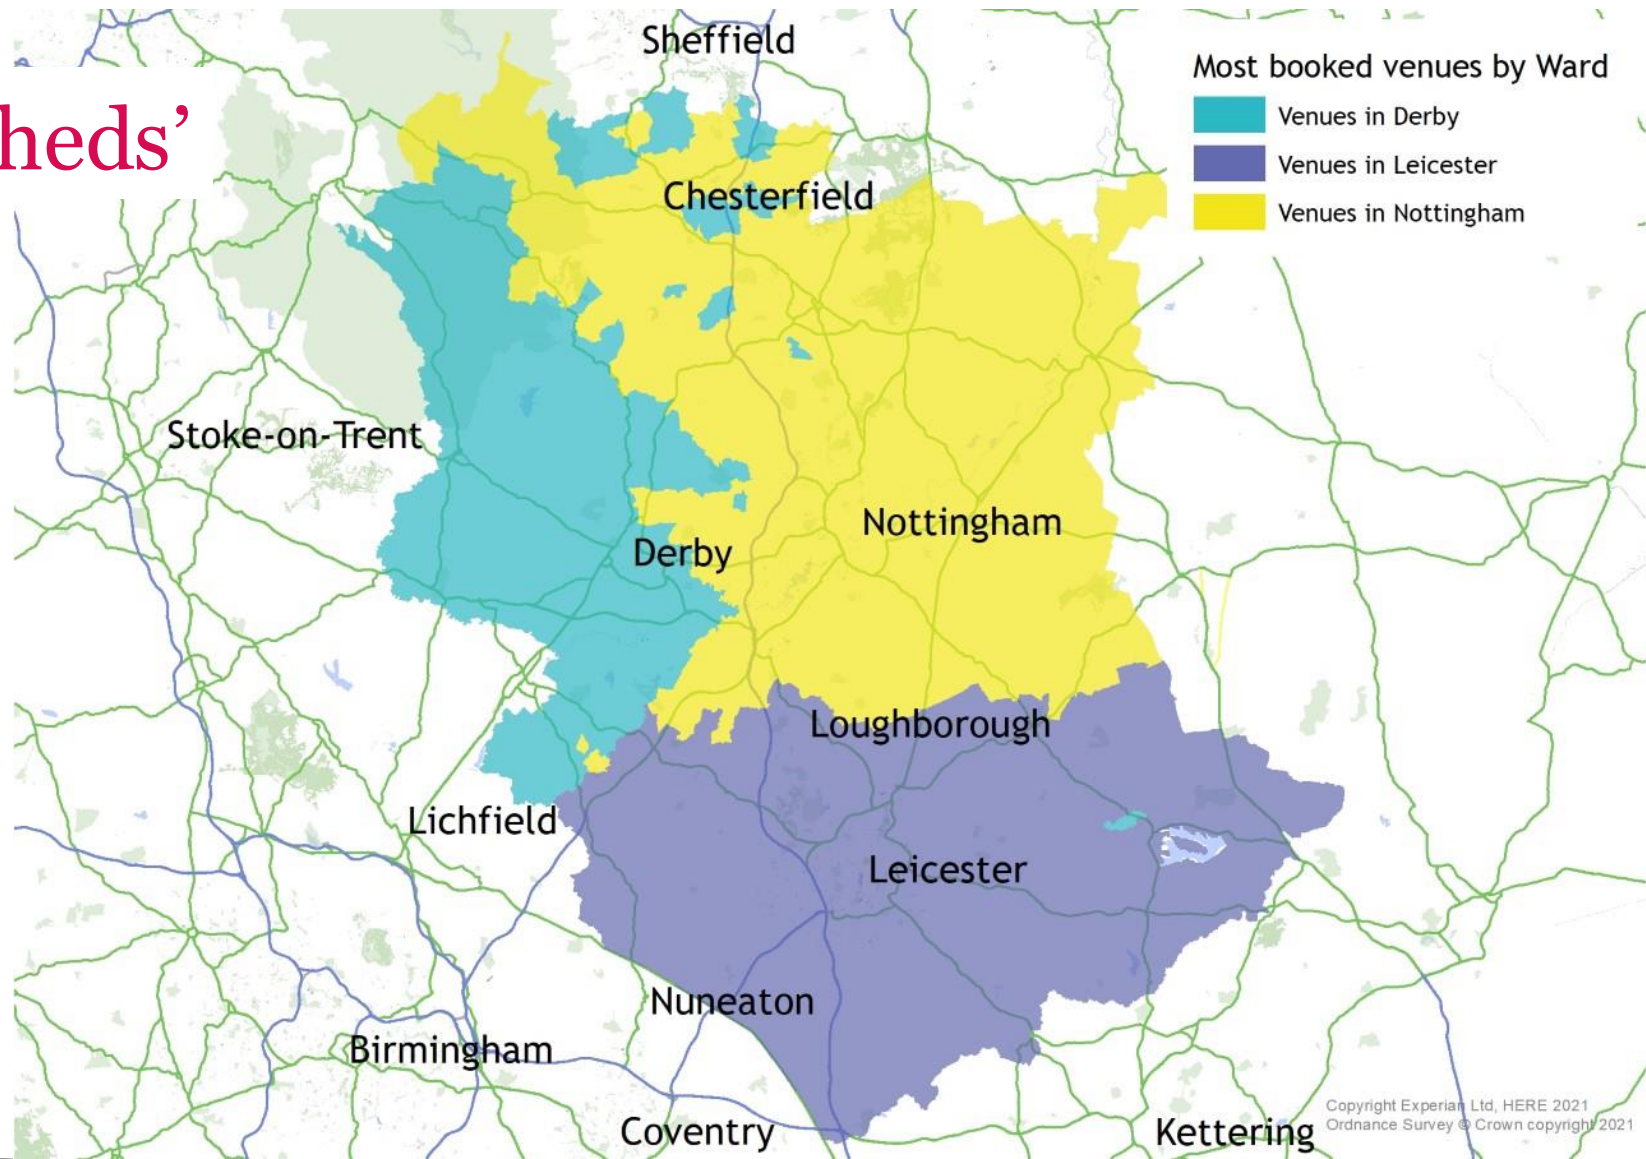 heds’
Sheffield
Most booked venues by Ward
Venues in Derby
Venues in Leicester
Venues in Nottingham
Chesterfield
Stoke-on-Trent
Nottingham
Derby
Loughborough
Lichfield
Leicester
Nuneaton
Birmingham
Coventry
Kettering
Copyright Experian Ltd, HERE 2021
Ordnance Survey © Crown copyright 2021